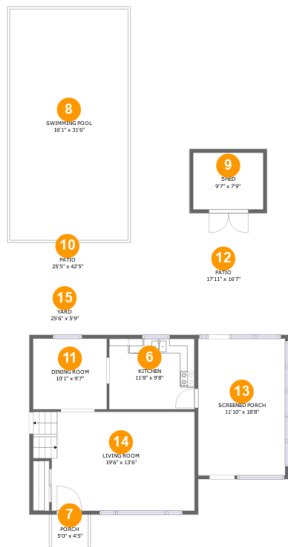 8
SWIMMING POOL
16'1" x 31'6"
9
SHED
9'7" x 7'9"
10
PATIO
25'5" x 42'5"
12
PATIO
17'11" x 16'7"
15
YARD
25'6" x 5'9"
11
DINING ROOM
10'1" x 9'7"
6
KITCHEN
11'8" x 9'8"
13
SCREENED PORCH
11'10" x 18'8"
14
LIVING ROOM
19'6" x 13'6"
7
PORCH
5'0" x 4'5"